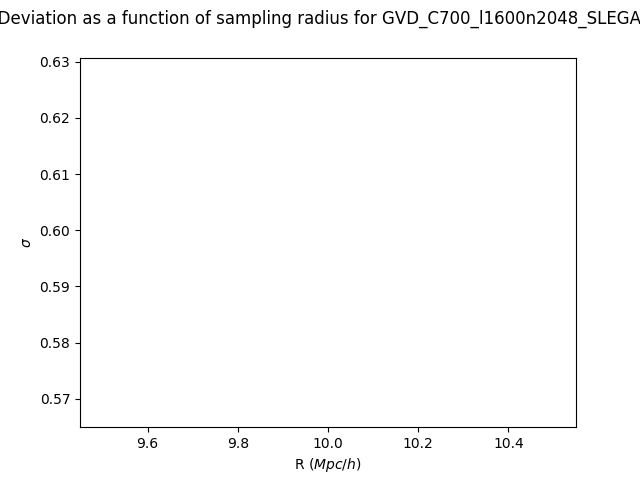 Deviation as a function of sampling radius for GVD_C700_l1600n2048_SLEGA
0.63
0.62
0.61
0.60
σ
0.59
0.58
0.57
9.6 9.8 10.0 10.2 10.4
R (Mpc/h)